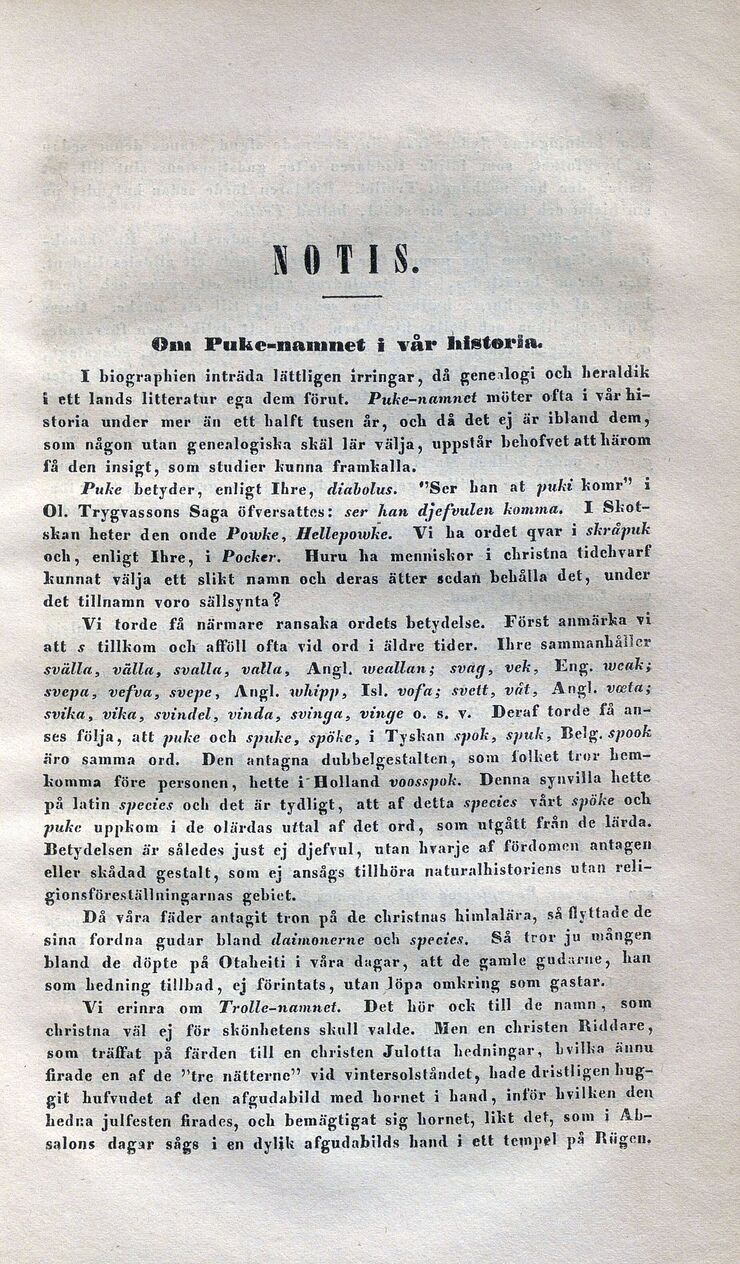 NOTIS.
Om Puke-namnet i vår historia.
I biographien inträda lättligen irringar, då genealogi och heraldik
i ett lands litteratur ega dem förut. Puke-namnet möter ofta i vår hi-
storia under mer än ett halft tusen år, och då det ej är ibland dem,
som någon utan genealogiska skäl lär välja, uppstår behofvet att härom
få den insigt, som studier kunna framkalla.
Puke betyder, enligt Ihre, diabolus. "Ser han at puki komr" i
Ol. Trygvassons Saga öfversattes: ser han djefvulen komma. I Skot-
skan heter den onde Powke, Hellepowke. Vi ha ordet qvar i skråpuk
och, enligt Ihre, i Pocker. Huru ha menniskor i christna tidehvarf
kunnat välja ett slikt namn och deras ätter sedan behålla det, under
det tillnamn voro sällsynta?
Vi torde få närmare ransaka ordets betydelse. Först anmärka vi
att s tillkom och afföll ofta vid ord i äldre tider. Ihre sammanhåller
svälla, välla, svalla, valla, Angl. weallan; svag, vek, Eng. weak;
svepa, vefva, svepe, Angl. whipp, Isl. vofa; svett, våt, Angl. væta;
svika, vika, svindel, vinda, svinga, vinge o. s. v. Deraf torde få an-
ses följa, att puke och spuke, spöke, i Tyskan spok, spuk, Belg. spook
äro samma ord. Den antagna dubbelgestalten, som folket tror hem-
komma före personen, hette i Holland voosspok. Denna synvilla hette
på latin species och det är tydligt, att af detta species vårt spöke och
puke uppkom i de olärdas uttal af det ord, som utgått från de lärda.
Betydelsen är således just ej djefvul, utan hvarje af fördomen antagen
eller skådad gestalt, som ej ansågs tillhöra naturalhistoriens utan reli-
gionsföreställningarnas gebiet.
Då våra fäder antagit tron på de christnas himlalära, så flyttade de
sina fordna gudar bland daimonerne och species. Så tror ju mången
bland de döpte på Otaheiti i våra dagar, att de gamle gudarne, han
som hedning tillbad, ej förintats, utan löpa omkring som gastar.
Vi erinra om Trolle-namnet. Det hör ock till de namn, som
christna väl ej för skönhetens skull valde. Men en christen Riddare,
som träffat på färden till en christen Julotta hedningar, hvilka ännu
firade en af de "tre nätterne" vid vintersolståndet, hade dristligen hug-
git hufvudet af den afgudabild med hornet i hand, inför hvilken den
hedna julfesten firades, och bemägtigat sig hornet, likt det, som i Ab-
salons dagar sågs i en dylik afgudabilds hand i ett tempel på Rügen.